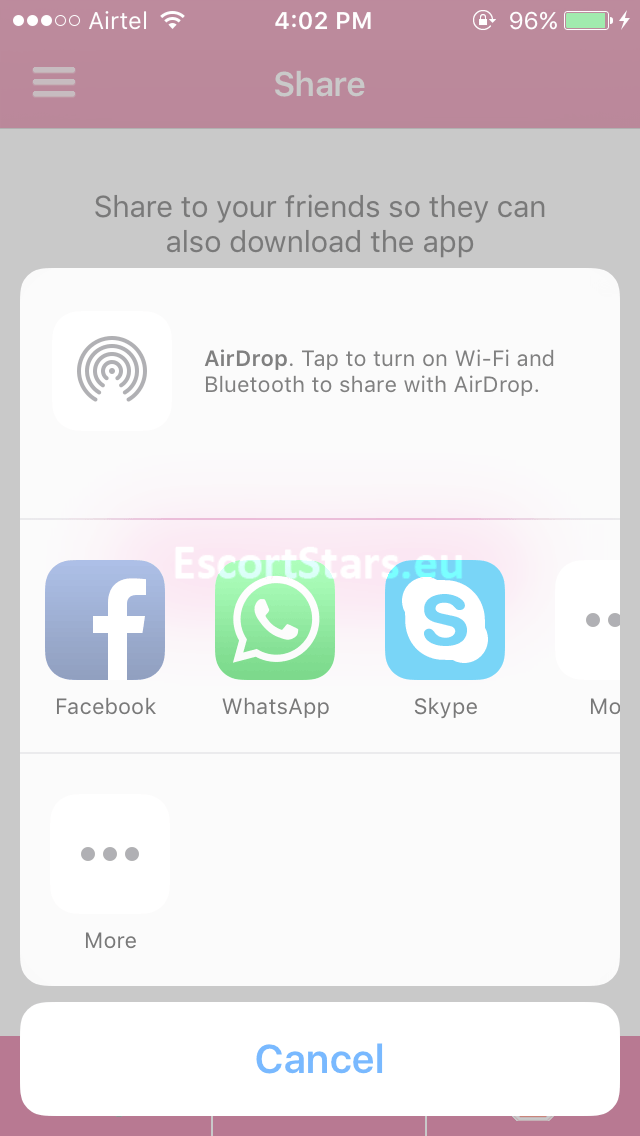 Airtel 4:02 PM 96%
Share
Share to your friends so they can
also download the app
AirDrop. Tap to turn on Wi-Fi and
Bluetooth to share with AirDrop.
EscortStars.eu
Facebook WhatsApp Skype Mo
More
Cancel